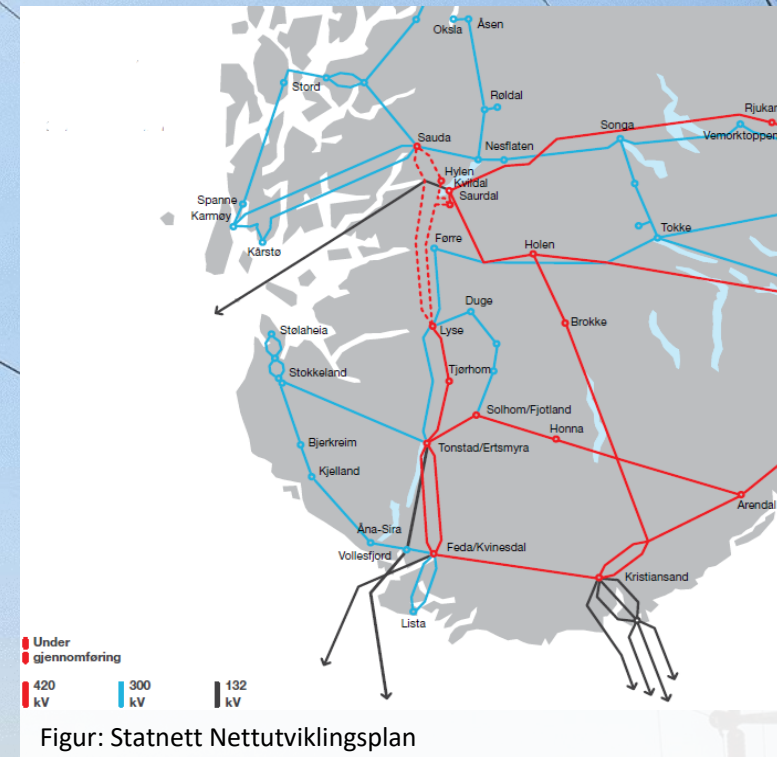 Oksla
Åsen
Stord
Røldal
Rjukan
Songa
Vemorktoppen
Sauda
Nesflaten
Hylen
Kvildal
Saurdal
Spanne
Karmøy
Kårstø
Førre
Holen
Tokke
Duge
Stølaheia
Lyse
Brokke
Stokkeland
Tjørhom
Solhom/Fjotland
Honna
Bjerkreim
Tonstad/Ertsmyra
Kjelland
Arendal
Åna-Sira
Vollesfjord
Feda/Kvinesdal
Kristiansand
Lista
Under
gjennomføring
420 300 132
kV kV kV
Figur: Statnett Nettutviklingsplan